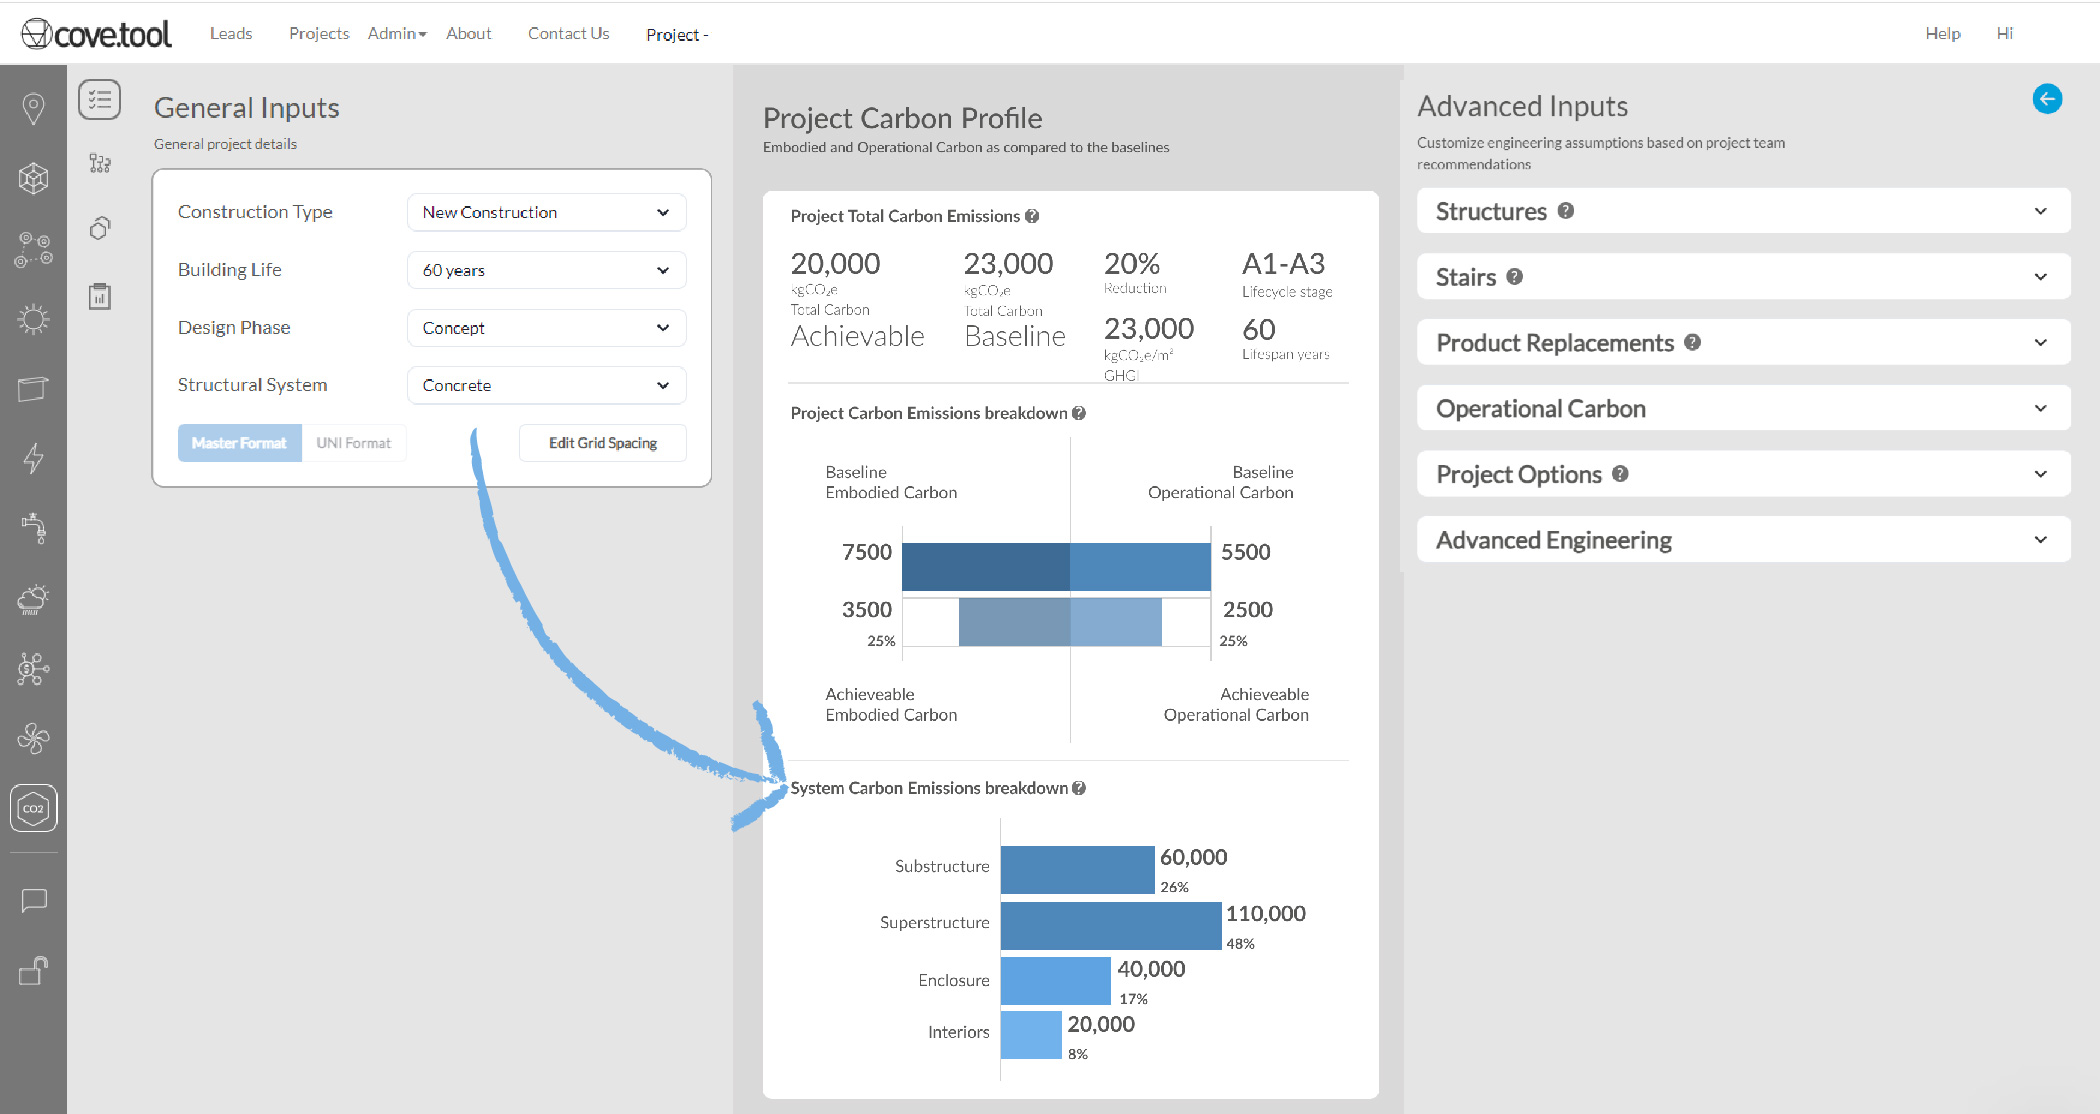 cove.tool
Leads
Projects
Admin
About
Contact Us
Project -
Help
Hi
General Inputs
General project details
Construction Type
New Construction
Building Life
60 years
Design Phase
Concept
Structural System
Concrete
Master Format
UNI Format
Edit Grid Spacing
CO2
Project Carbon Profile
Embodied and Operational Carbon as compared to the baselines
Project Total Carbon Emissions ?
20,000
kgCO₂e
Total Carbon
Achievable
23,000
kgCO₂e
Total Carbon
Baseline
20%
Reduction
23,000
kgCO₂e/m²
GHGI
A1-A3
Lifecycle stage
60
Lifespan years
Project Carbon Emissions breakdown ?
Baseline
Embodied Carbon
Baseline
Operational Carbon
7500
5500
3500
25%
2500
25%
Achieveable
Embodied Carbon
Achieveable
Operational Carbon
System Carbon Emissions breakdown ?
Substructure
60,000
26%
Superstructure
110,000
48%
Enclosure
40,000
17%
Interiors
20,000
8%
Advanced Inputs
Customize engineering assumptions based on project team
recommendations
Structures ?
Stairs ?
Product Replacements ?
Operational Carbon
Project Options ?
Advanced Engineering